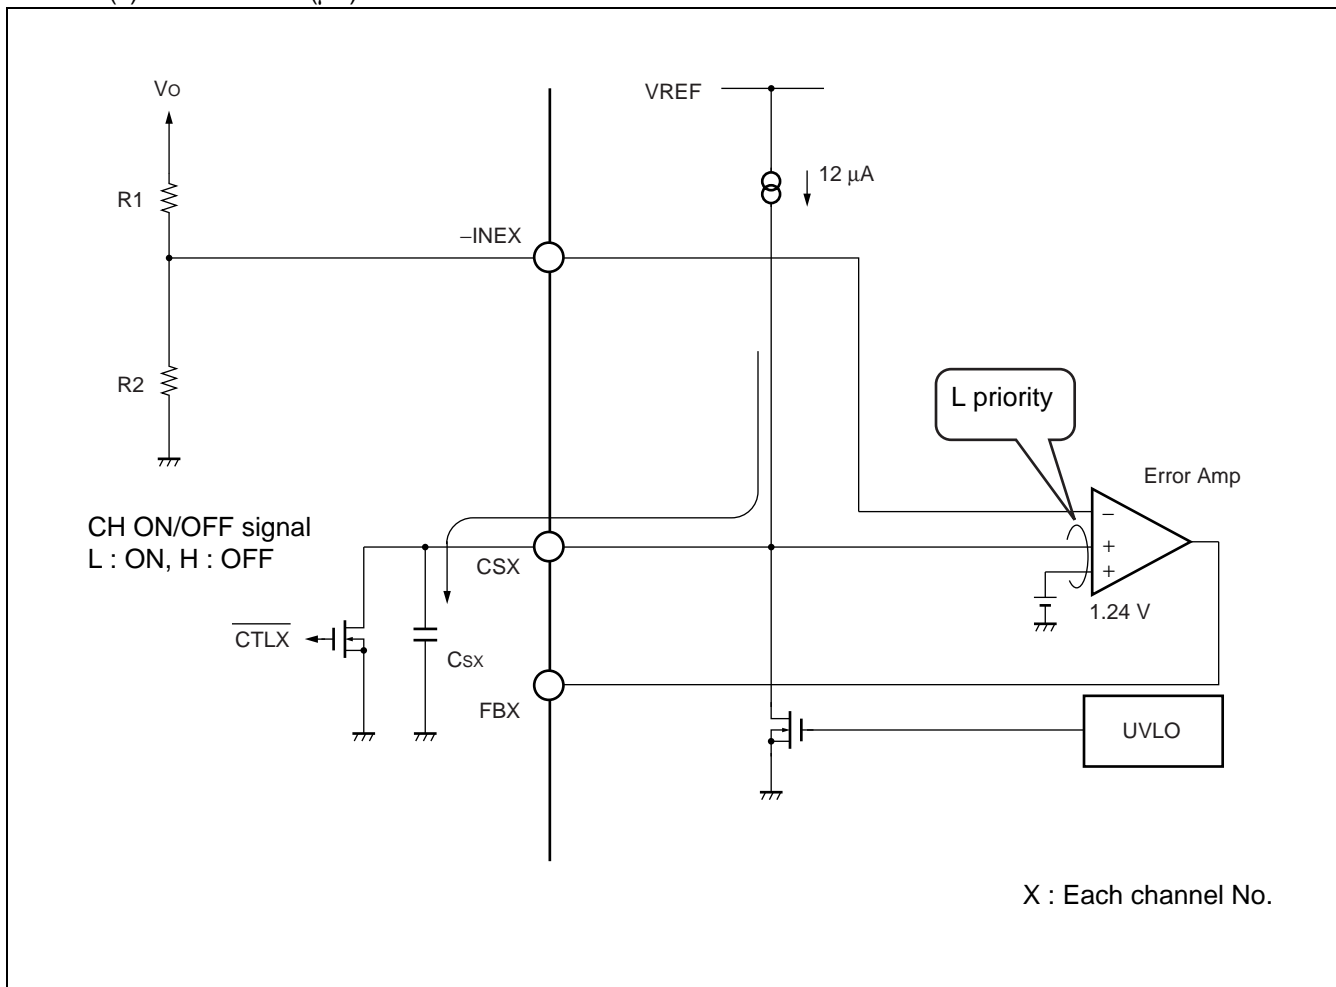 Vo
VREF
12 μA
R1
−INEX
R2
L priority
Error Amp
CH ON/OFF signal
L : ON, H : OFF
−
+
+
CSX
1.24 V
CTLX
Csx
FBX
UVLO
X : Each channel No.